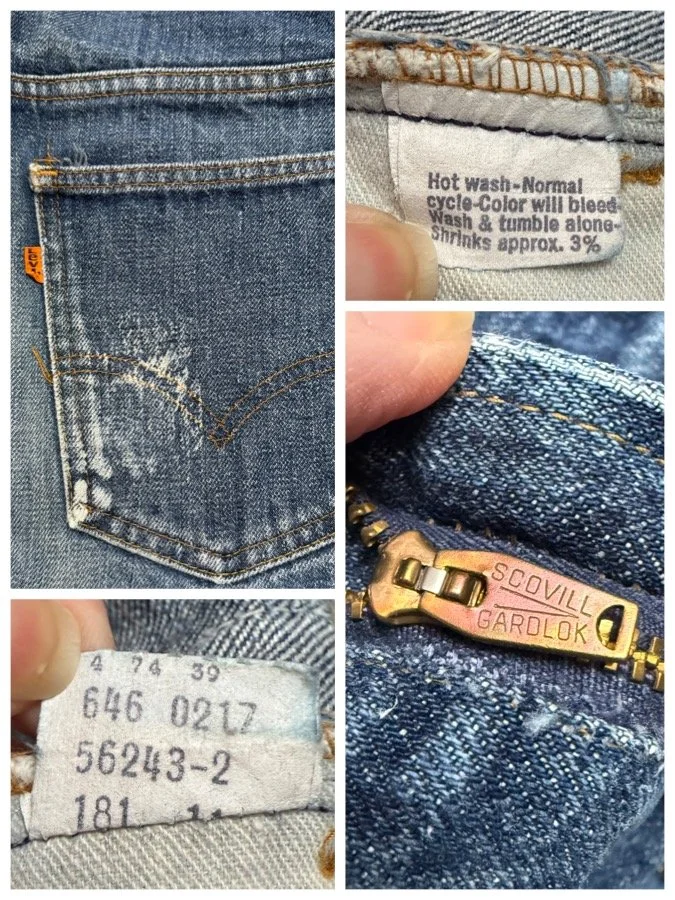 LEVI'S
Hot wash-Normal
cycle-Color will bleed-
Wash & tumble alone-
Shrinks approx. 3%
SCOVILL
GARDLOK
4 74 39
646 0217
56243-2
181